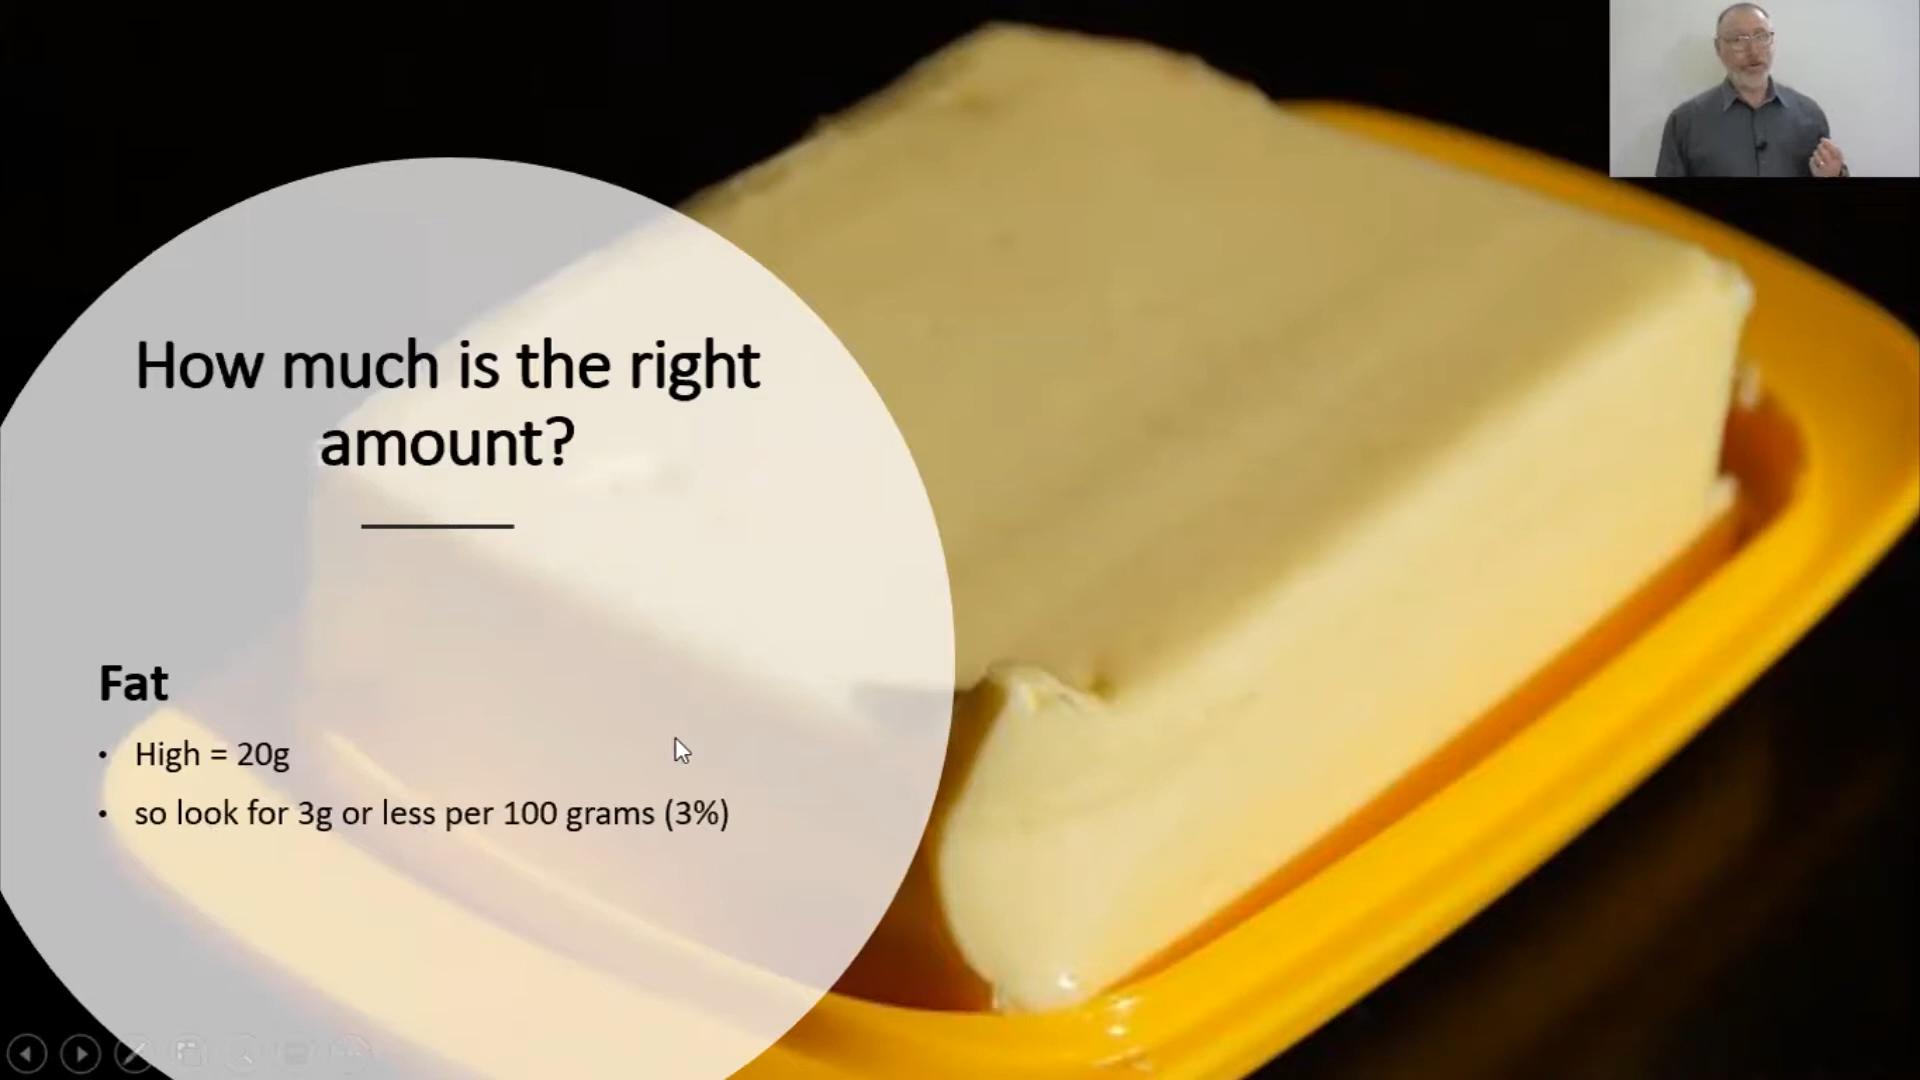 How much is the right
amount?
Fat
• High = 20g
• so look for 3g or less per 100 grams (3%)